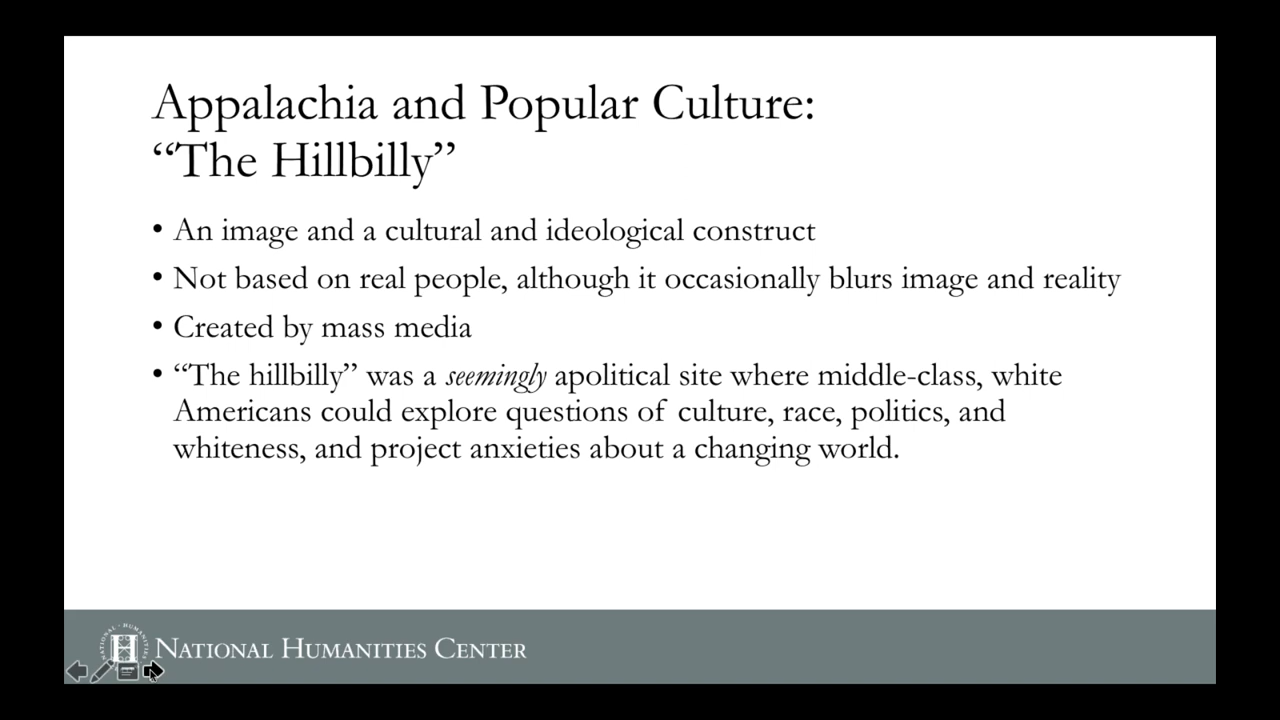 Appalachia and Popular Culture:
“The Hillbilly”
• An image and a cultural and ideological construct
• Not based on real people, although it occasionally blurs image and reality
• Created by mass media
• “The hillbilly” was a seemingly apolitical site where middle-class, white
Americans could explore questions of culture, race, politics, and
whiteness, and project anxieties about a changing world.
NATIONAL HUMANITIES CENTER